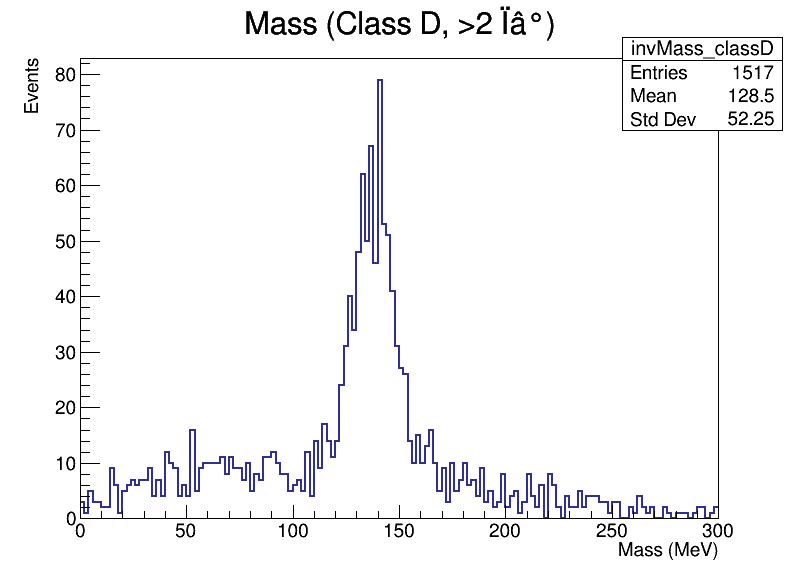 Mass (Class D, >2 Ïâ°)
invMass_classD
Entries 1517
Mean 128.5
Std Dev 52.25
Events
80
70
60
50
40
30
20
10
0
0 50 100 150 200 250 300
Mass (MeV)